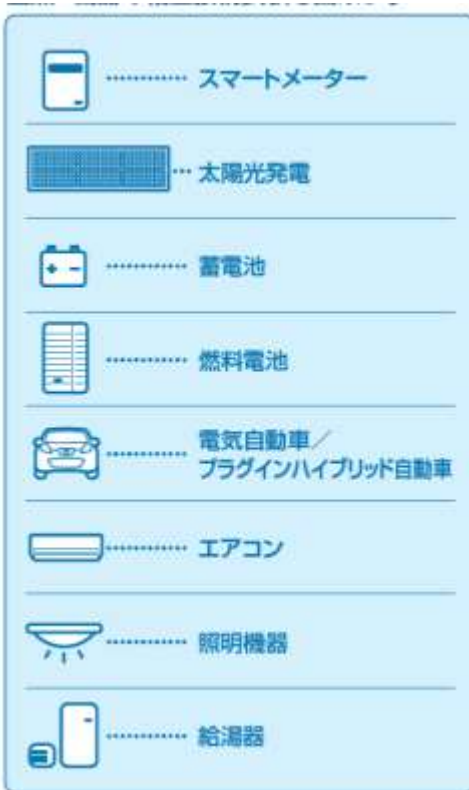 スマートメーター
太陽光発電
蓄電池
燃料電池
電気自動車／
プラグインハイブリッド自動車
エアコン
照明機器
給湯器